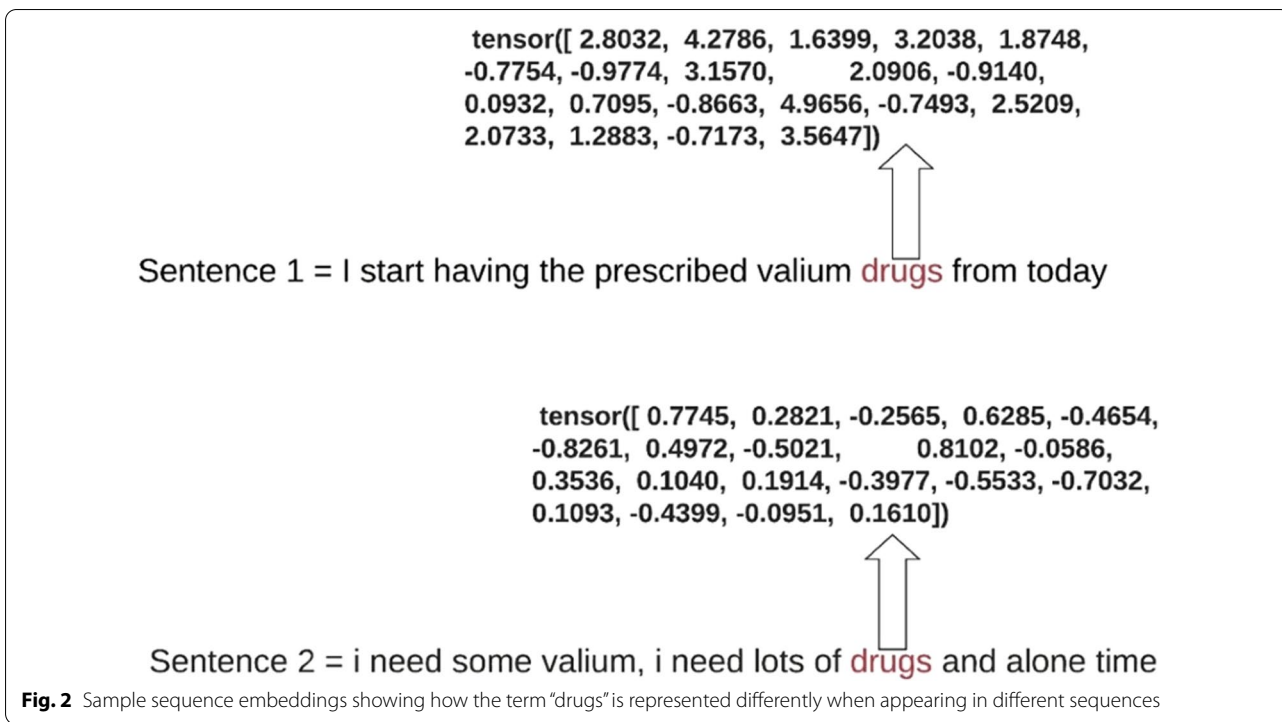 tensor([ 2.8032, 4.2786, 1.6399, 3.2038, 1.8748,
-0.7754, -0.9774, 3.1570, 2.0906, -0.9140,
0.0932, 0.7095, -0.8663, 4.9656, -0.7493, 2.5209,
2.0733, 1.2883, -0.7173, 3.5647])
Sentence 1 = I start having the prescribed valium drugs from today
tensor([ 0.7745, 0.2821, -0.2565, 0.6285, -0.4654,
-0.8261, 0.4972, -0.5021, 0.8102, -0.0586,
0.3536, 0.1040, 0.1914, -0.3977, -0.5533, -0.7032,
0.1093, -0.4399, -0.0951, 0.1610])
Sentence 2 = i need some valium, i need lots of drugs and alone time
Fig. 2 Sample sequence embeddings showing how the term “drugs” is represented differently when appearing in different sequences